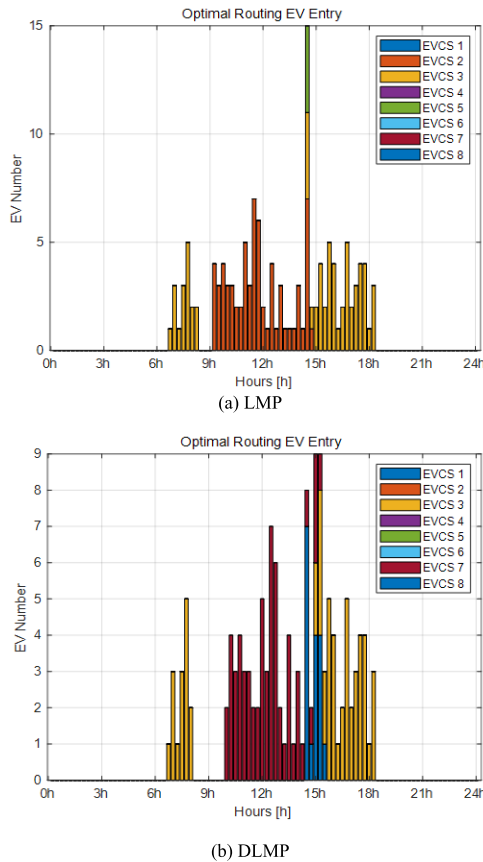 Optimal Routing EV Entry
15
10
5
0
EV Number
EVCS 1
EVCS 2
EVCS 3
EVCS 4
EVCS 5
EVCS 6
EVCS 7
EVCS 8
0h 3h 6h 9h 12h 15h 18h 21h 24h
Hours [h]
(a) LMP
Optimal Routing EV Entry
9
8
7
6
5
4
3
2
1
0
EV Number
EVCS 1
EVCS 2
EVCS 3
EVCS 4
EVCS 5
EVCS 6
EVCS 7
EVCS 8
0h 3h 6h 9h 12h 15h 18h 21h 24h
Hours [h]
(b) DLMP